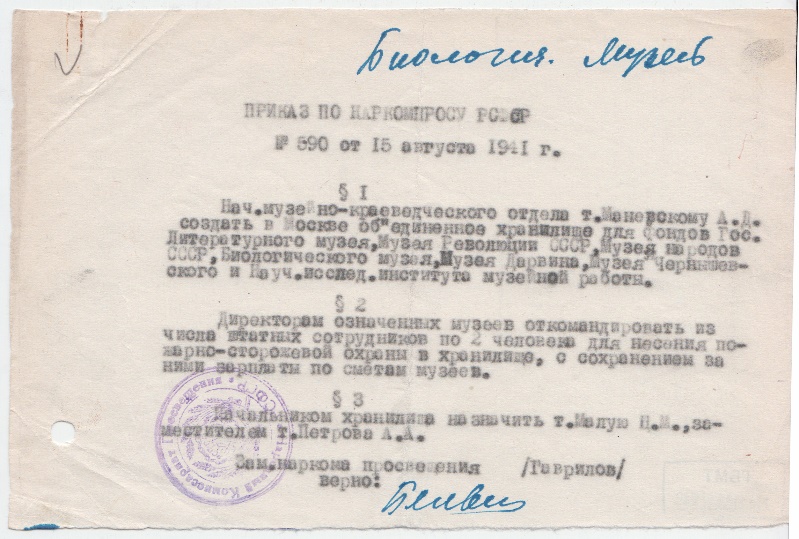 Биология. Музей
ПРИКАЗ ПО НАРКОМПРОСУ РСФСР
№ 590 от 15 августа 1941 г.
§ 1
Нач.музейно-краеведческого отдела т.Маневскому А.Д.
создать в Москве об"единенное хранилище для фондов Гос.
Литературного музея,Музея Революции СССР,Музея народов
СССР,Биологического музея,Музея Дарвина,Музея Чернышев-
ского и Науч.исслед.института музейной работы.
§ 2
Директорам означенных музеев откомандировать из
числа штатных сотрудников по 2 человека для несения по-
жарно-сторожевой охраны в хранилище, с сохранением за
ними зарплаты по сметам музеев.
§ 3
Начальником хранилища назначить т.Малую Н.М.,за-
местителем т.Петрова А.А.
Зам.наркома просвещения /Гаврилов/
верно: